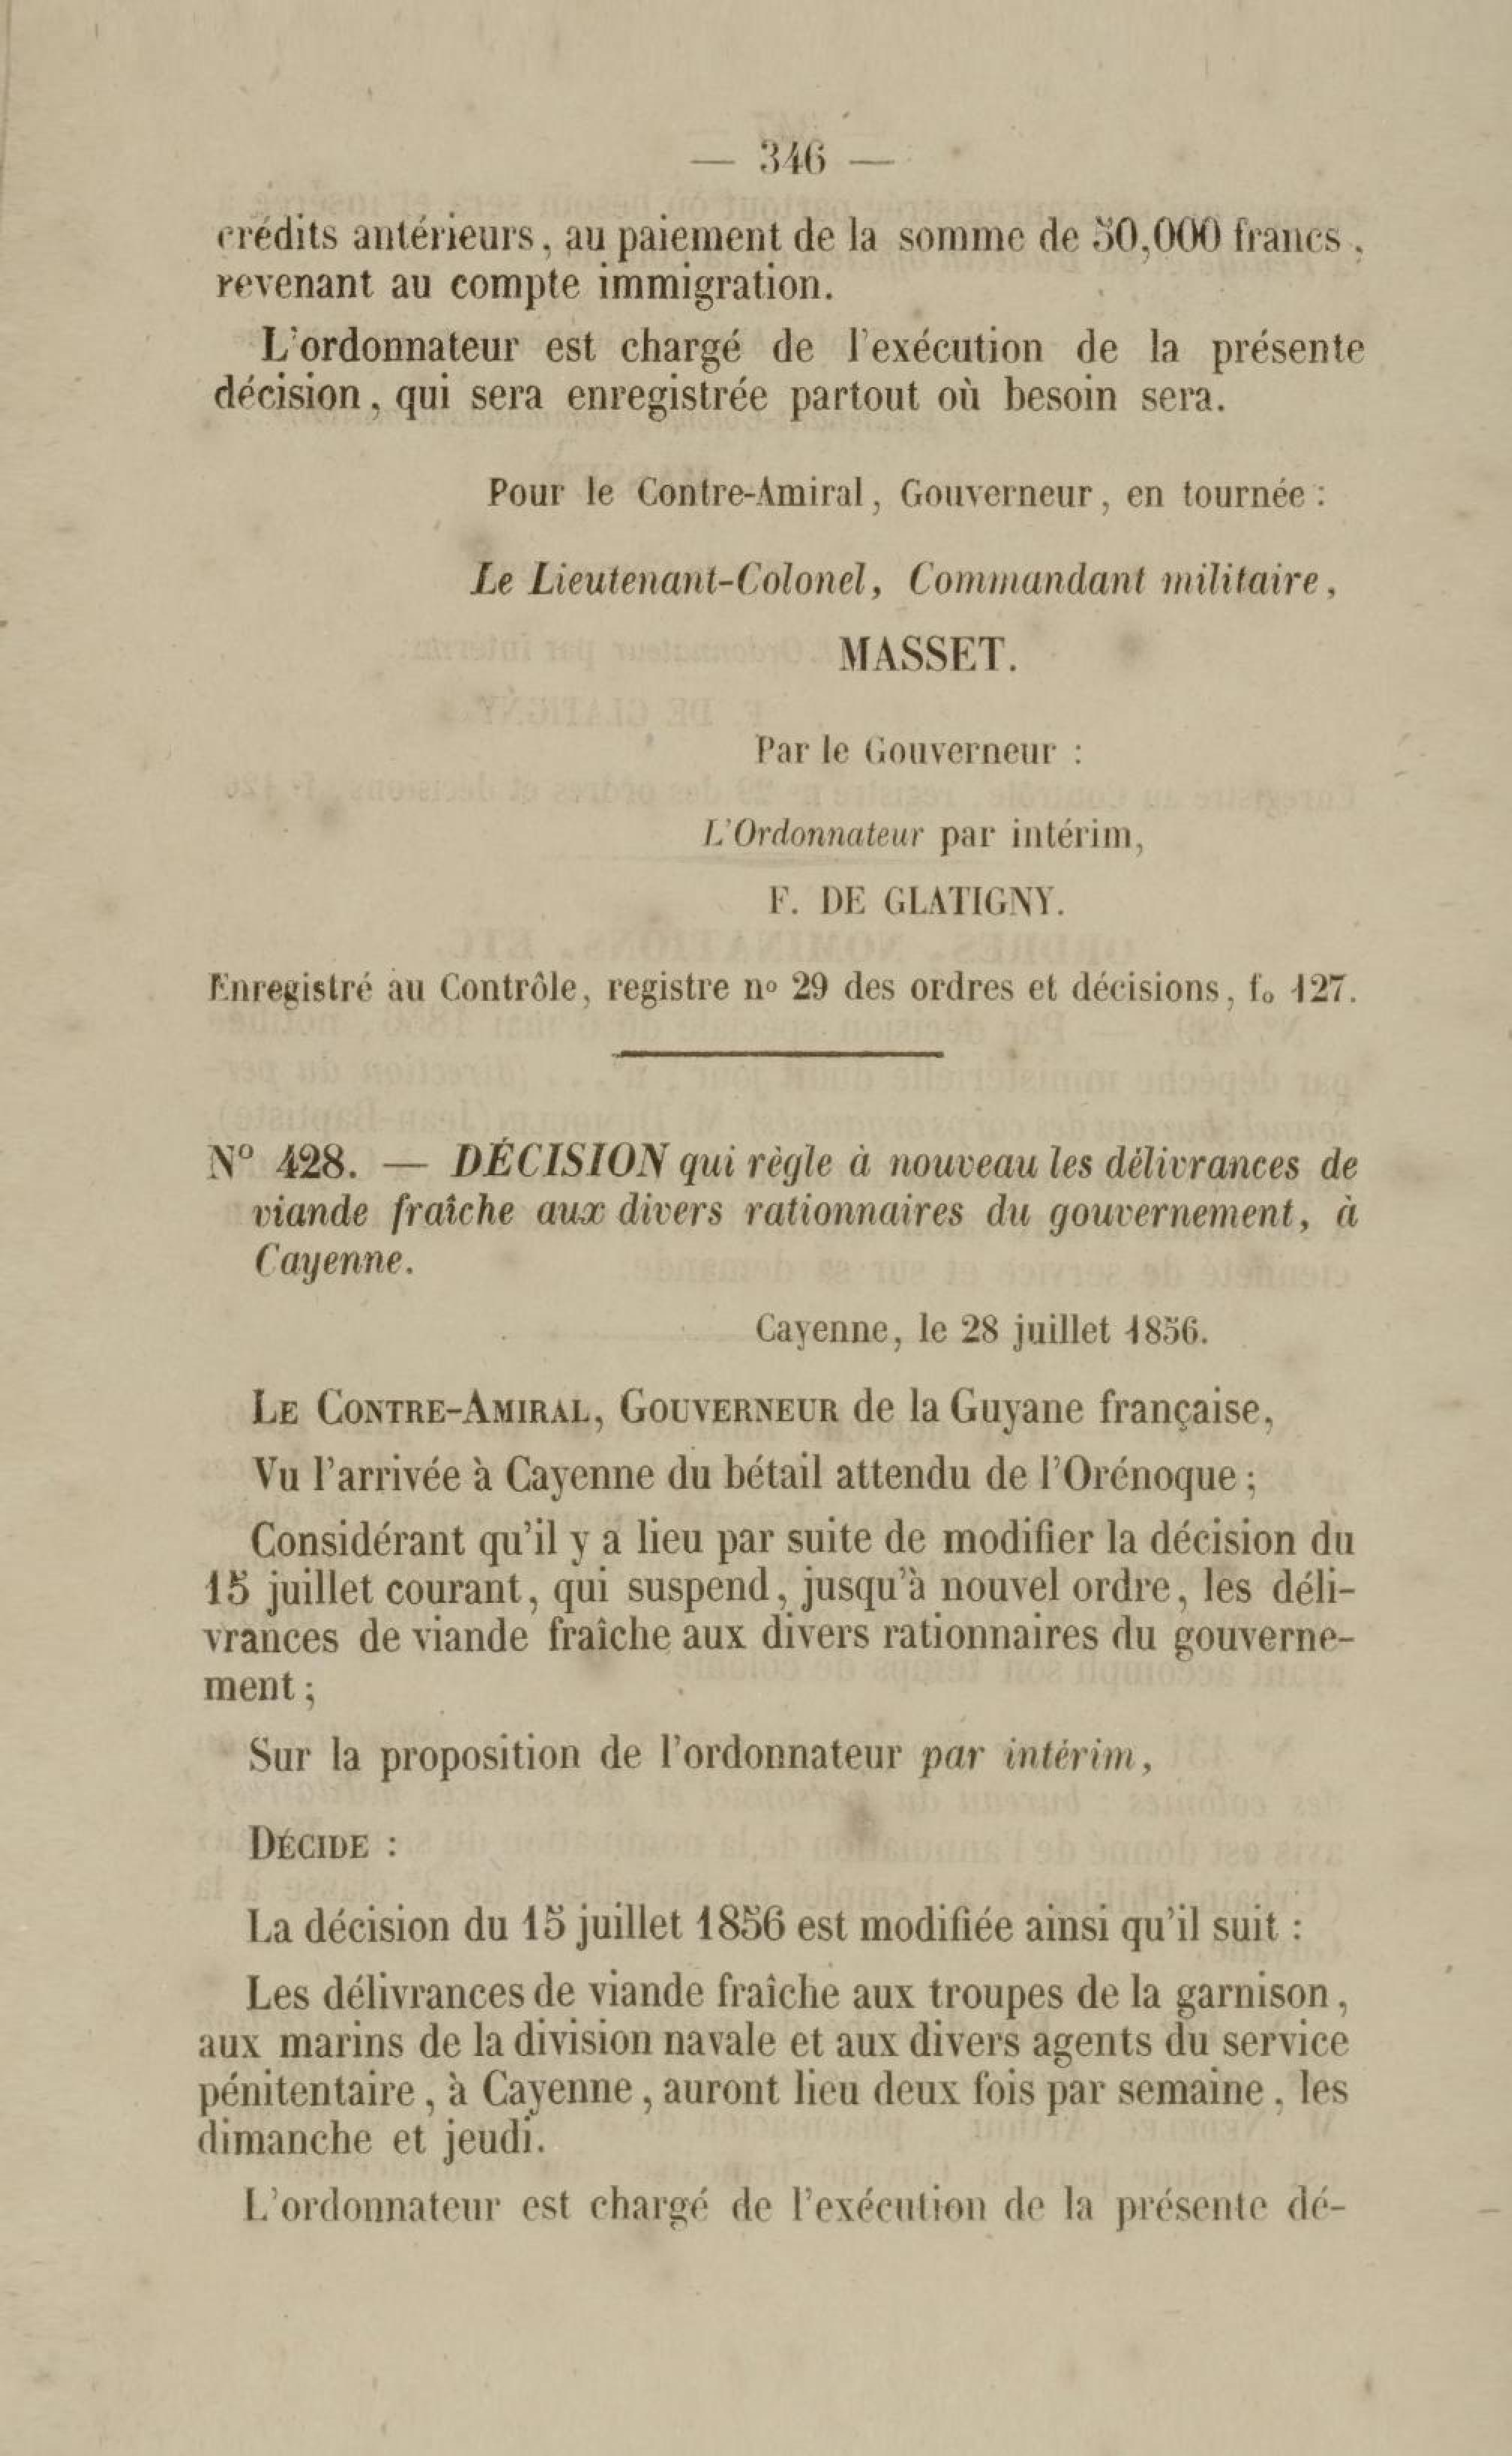 — 346 —
crédits antérieurs, au paiement de la somme de 50,000 francs,
revenant au compte immigration.
L'ordonnateur est chargé de l'exécution de la présente
décision, qui sera enregistrée partout où besoin sera.
Pour le Contre-Amiral, Gouverneur, en tournée :
Le Lieutenant-Colonel, Commandant militaire,
MASSET.
Par le Gouverneur :
L'Ordonnateur par intérim,
F. DE GLATIGNY.
Enregistré au Contrôle, registre nº 29 des ordres et décisions, fo 127.
Nº 428. — DÉCISION qui règle à nouveau les délivrances de
viande fraîche aux divers rationnaires du gouvernement, à
Cayenne.
Cayenne, le 28 juillet 1856.
LE CONTRE-AMIRAL, GOUVERNEUR de la Guyane française,
Vu l'arrivée à Cayenne du bétail attendu de l'Orénoque ;
Considérant qu'il y a lieu par suite de modifier la décision du
15 juillet courant, qui suspend, jusqu'à nouvel ordre, les déli-
vrances de viande fraîche aux divers rationnaires du gouverne-
ment ;
Sur la proposition de l'ordonnateur par intérim,
DÉCIDE :
La décision du 15 juillet 1856 est modifiée ainsi qu'il suit :
Les délivrances de viande fraîche aux troupes de la garnison,
aux marins de la division navale et aux divers agents du service
pénitentaire, à Cayenne, auront lieu deux fois par semaine, les
dimanche et jeudi.
L'ordonnateur est chargé de l'exécution de la présente dé-